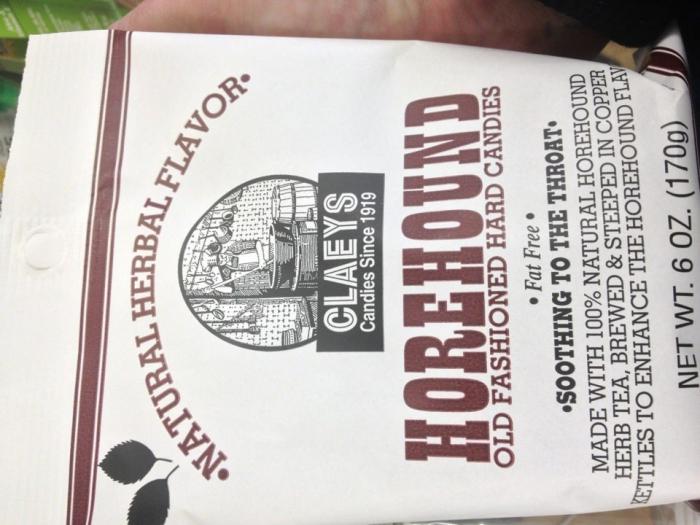 •NATURAL HERBAL FLAVOR•
CLAEYS
Candies Since 1919
HOREHOUND
OLD FASHIONED HARD CANDIES
• Fat Free •
•SOOTHING TO THE THROAT•
MADE WITH 100% NATURAL HOREHOUND
HERB TEA, BREWED & STEEPED IN COPPER
KETTLES TO ENHANCE THE HOREHOUND
NET WT. 6 OZ. (170g)